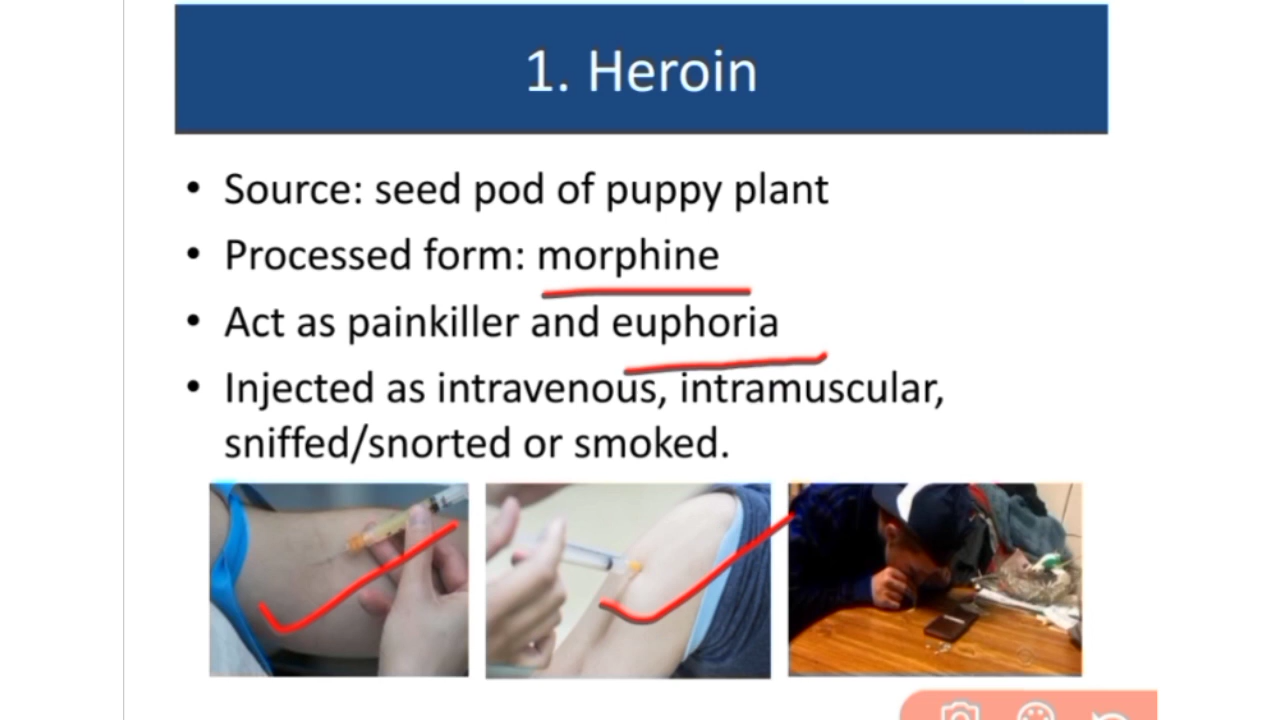 1. Heroin
• Source: seed pod of puppy plant
• Processed form: morphine
• Act as painkiller and euphoria
• Injected as intravenous, intramuscular,
sniffed/snorted or smoked.